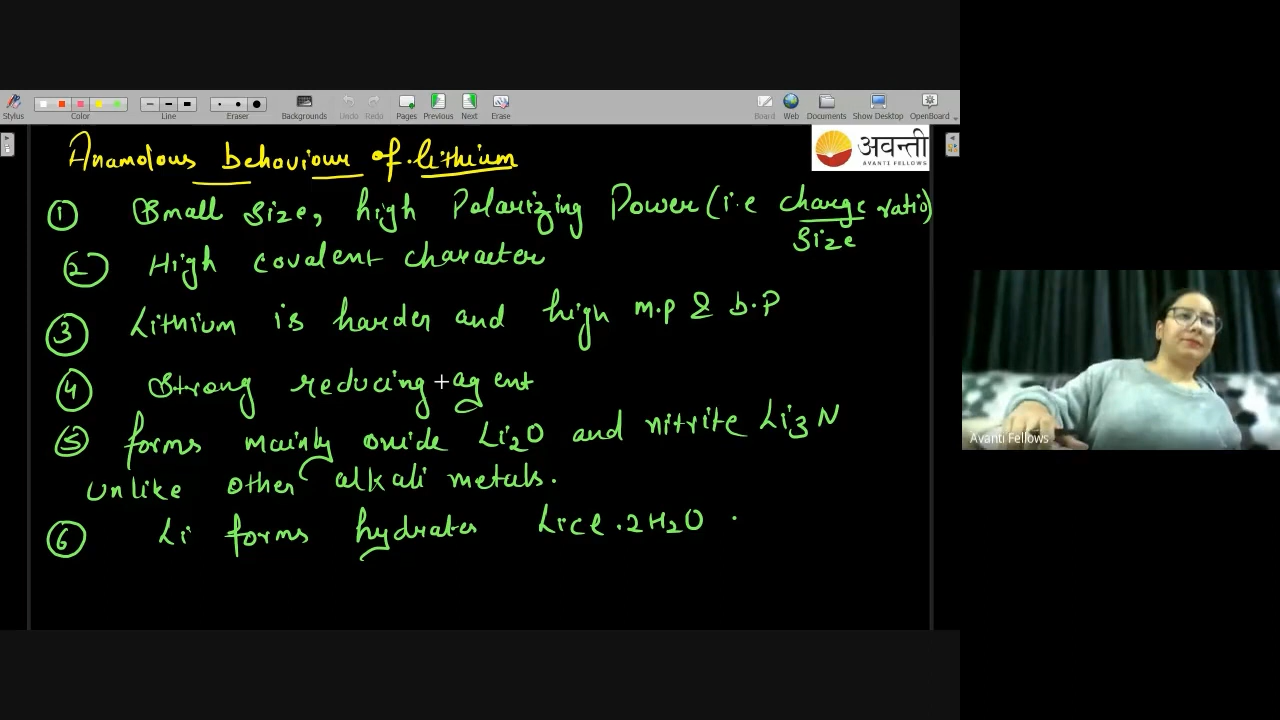 Stylus
Color
Line
Eraser
Backgrounds
Undo
Redo
Pages
Previous
Next
Erase
Board
Web
Documents
Show Desktop
OpenBoard
Anamolous behaviour of lithium
अवन्ती
AVANTI FELLOWS
① Small Size, high Polarizing Power (i.e charge ratio)
Size
② High covalent character
③ Lithium is harder and high m.p & b.p
④ Strong reducing agent
⑤ forms mainly oxide Li₂O and nitrite Li₃N
unlike other alkali metals.
⑥ Li forms hydrates Licl.2H₂O .
Avanti Fellows